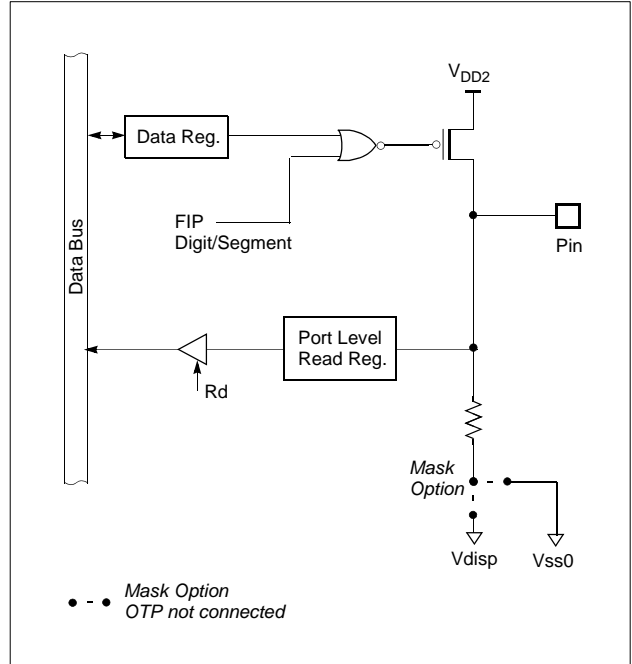 V_DD2
Data Reg.
FIP
Digit/Segment
Data Bus
Pin
Port Level
Read Reg.
Rd
Mask
Option
Vdisp
Vss0
Mask Option
OTP not connected